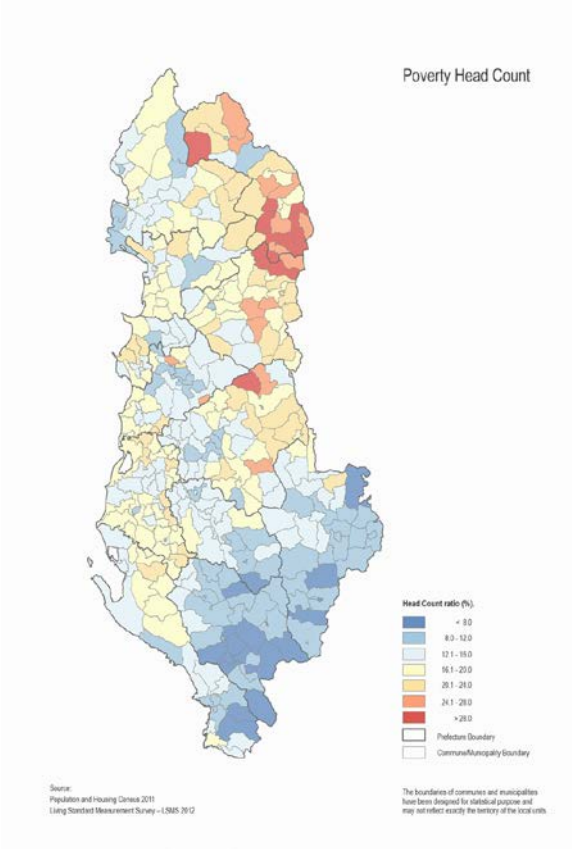 Poverty Head Count
Head Count ratio (%).
< 8.0
8.0 - 12.0
12.1 - 16.0
16.1 - 20.0
20.1 - 24.0
24.1 - 28.0
> 28.0
Prefecture Boundary
Commune/Municipality Boundary
Source:
Population and Housing Census 2011
Living Standard Measurement Survey – LSMS 2012
The boundaries of communes and municipalities
have been designed for statistical purpose and
may not reflect exactly the territory of the local units